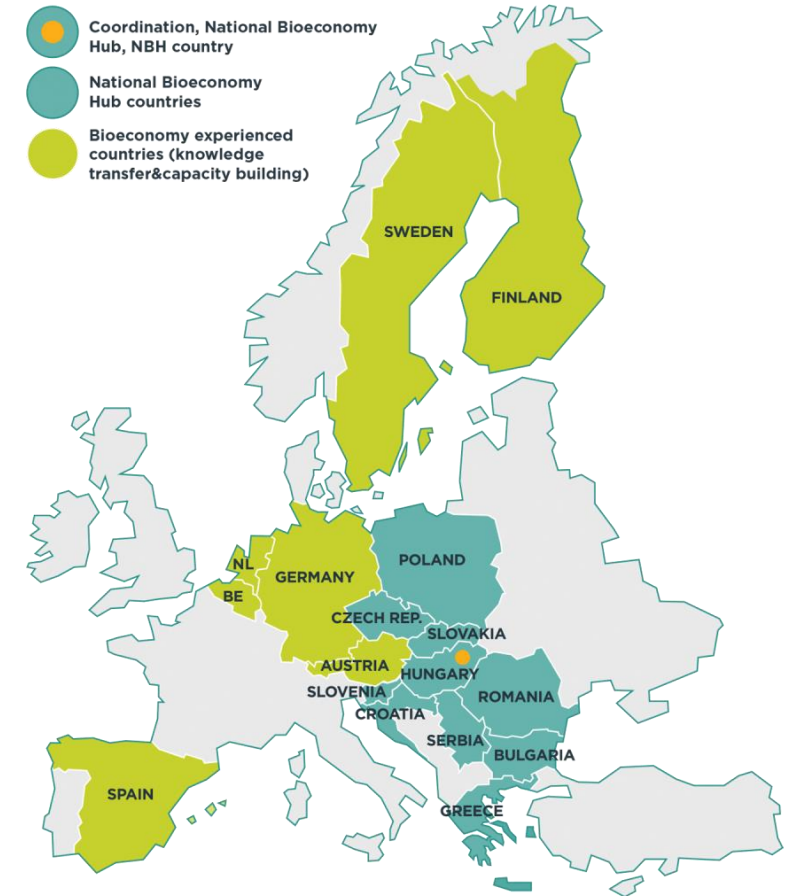 Coordination, National Bioeconomy
Hub, NBH country
National Bioeconomy
Hub countries
Bioeconomy experienced
countries (knowledge
transfer&capacity building)
SWEDEN
FINLAND
POLAND
NL
GERMANY
BE
CZECH REP.
SLOVAKIA
AUSTRIA
HUNGARY
SLOVENIA
ROMANIA
CROATIA
SERBIA
BULGARIA
SPAIN
GREECE